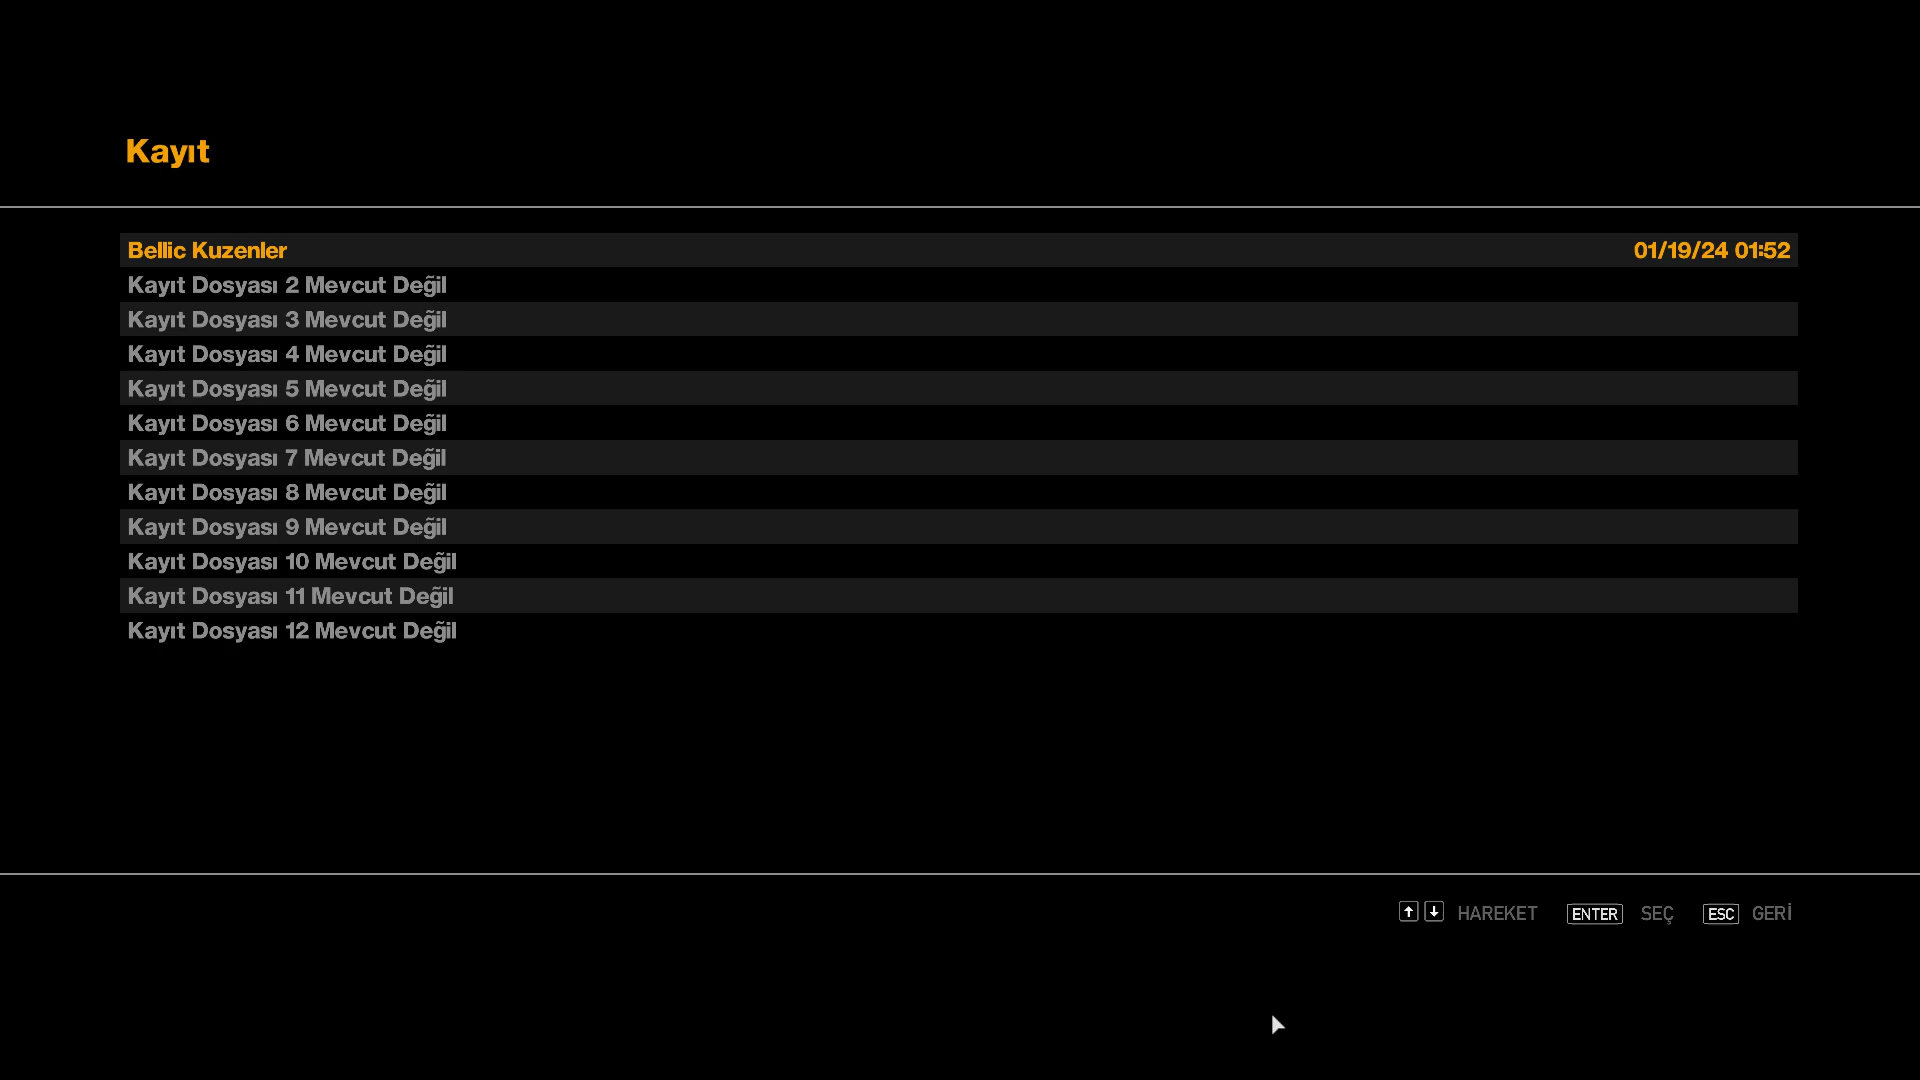 Kayıt
Bellic Kuzenler 01/19/24 01:52
Kayıt Dosyası 2 Mevcut Değil
Kayıt Dosyası 3 Mevcut Değil
Kayıt Dosyası 4 Mevcut Değil
Kayıt Dosyası 5 Mevcut Değil
Kayıt Dosyası 6 Mevcut Değil
Kayıt Dosyası 7 Mevcut Değil
Kayıt Dosyası 8 Mevcut Değil
Kayıt Dosyası 9 Mevcut Değil
Kayıt Dosyası 10 Mevcut Değil
Kayıt Dosyası 11 Mevcut Değil
Kayıt Dosyası 12 Mevcut Değil
↑ ↓ HAREKET ENTER SEÇ ESC GERİ